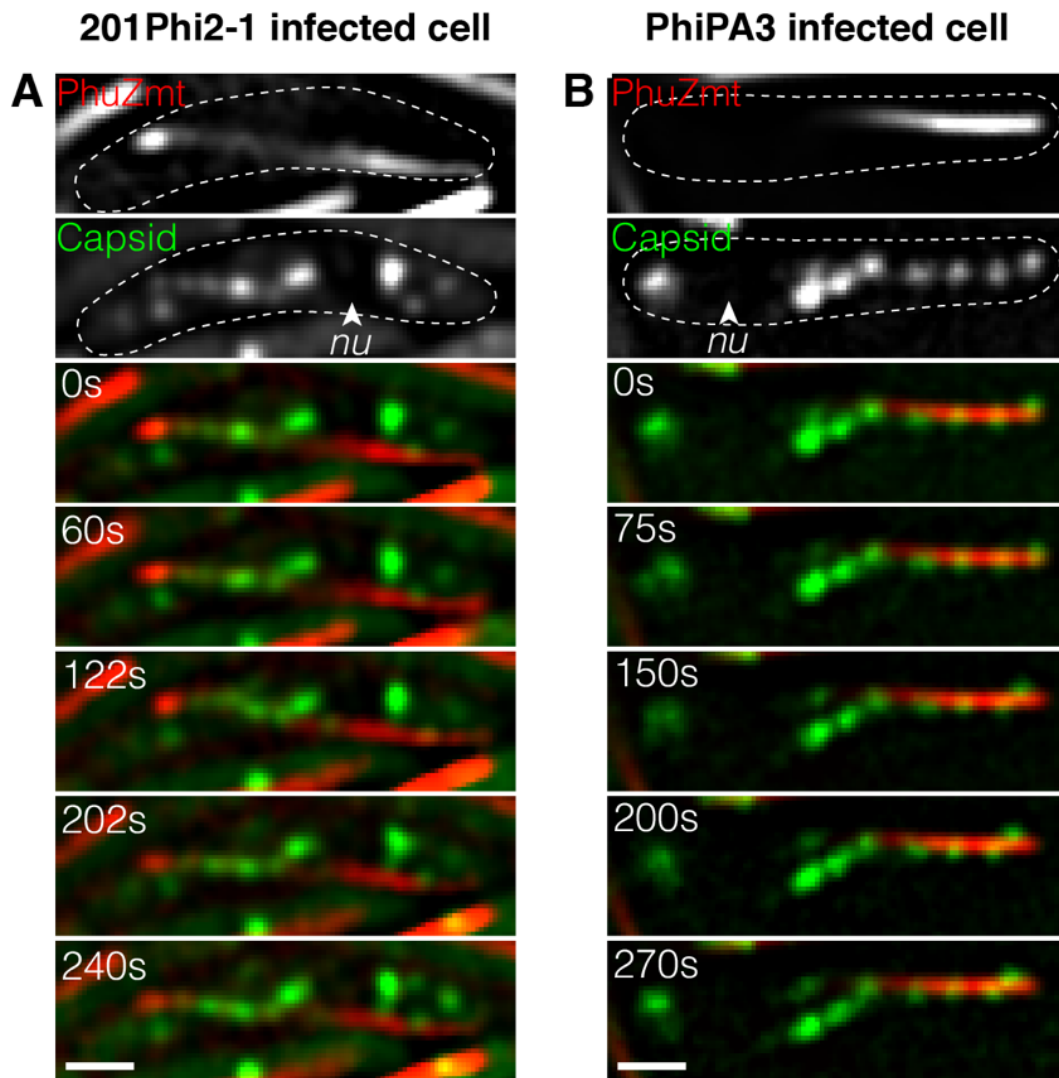 201Phi2-1 infected cell
PhiPA3 infected cell
A
PhuZmt
Capsid
nu
0s
60s
122s
202s
240s
B
PhuZmt
Capsid
nu
0s
75s
150s
200s
270s